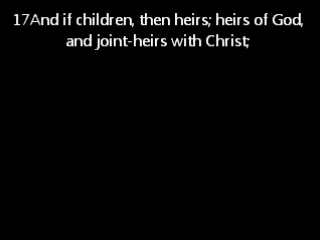 17And if children, then heirs; heirs of God,
and joint-heirs with Christ;